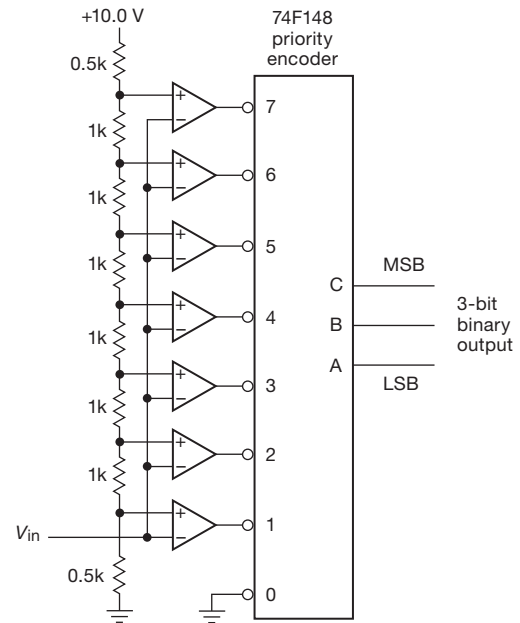 +10.0 V
74F148
priority
encoder
0.5k
+
−
7
1k
+
−
6
1k
+
−
5
1k
+
−
4
C
MSB
3-bit
binary
output
B
1k
A
LSB
+
−
3
1k
+
−
2
1k
+
−
1
Vin
0.5k
0